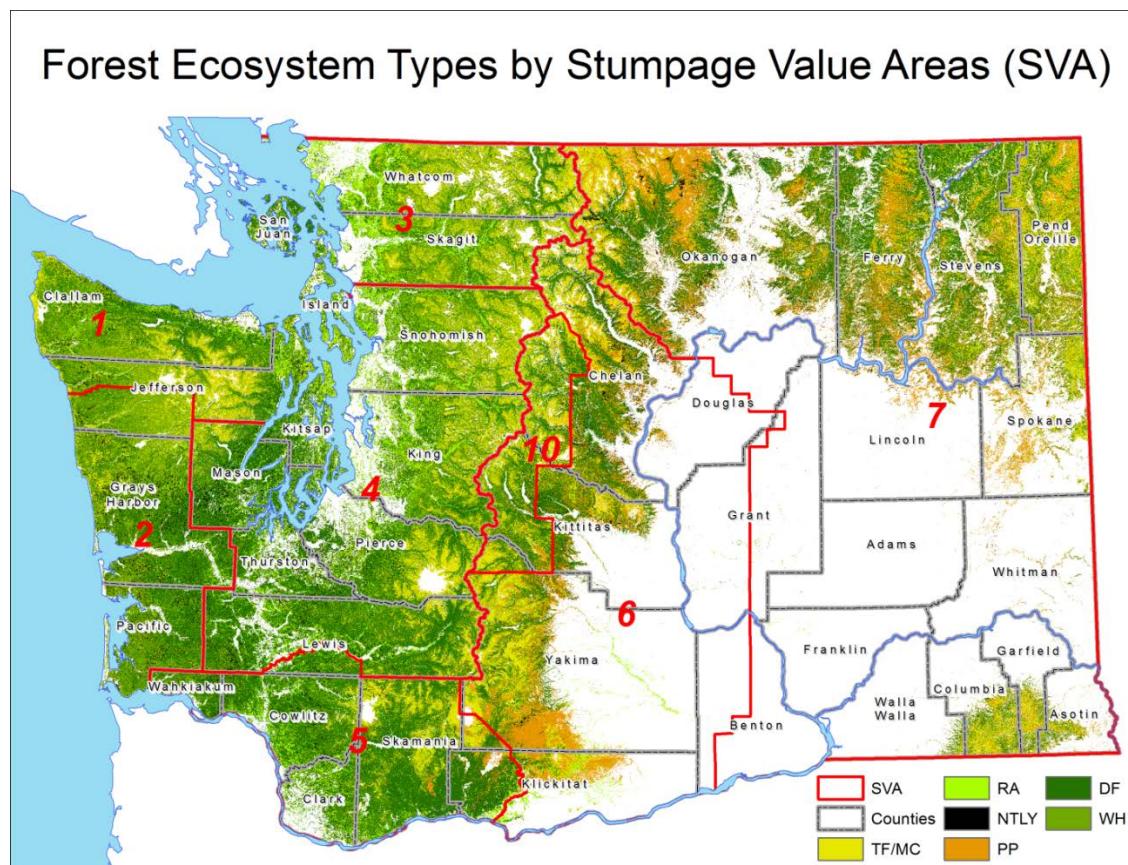 Forest Ecosystem Types by Stumpage Value Areas (SVA)
Whatcom
3
San
Juan
Skagit
Okanogan
Ferry
Stevens
Pend
Oreille
Clallam
1
Island
Snohomish
Jefferson
Chelan
Kitsap
Douglas
7
Lincoln
Spokane
Mason
King
10
Grays
Harbor
4
2
Kittitas
Grant
Pierce
Adams
Thurston
Whitman
6
Pacific
Lewis
Yakima
Franklin
Garfield
Wahkiakum
Columbia
Walla
Walla
Asotin
Cowlitz
Skamania
5
Benton
Klickitat
Clark
SVA
RA
DF
Counties
NTLY
WH
TF/MC
PP